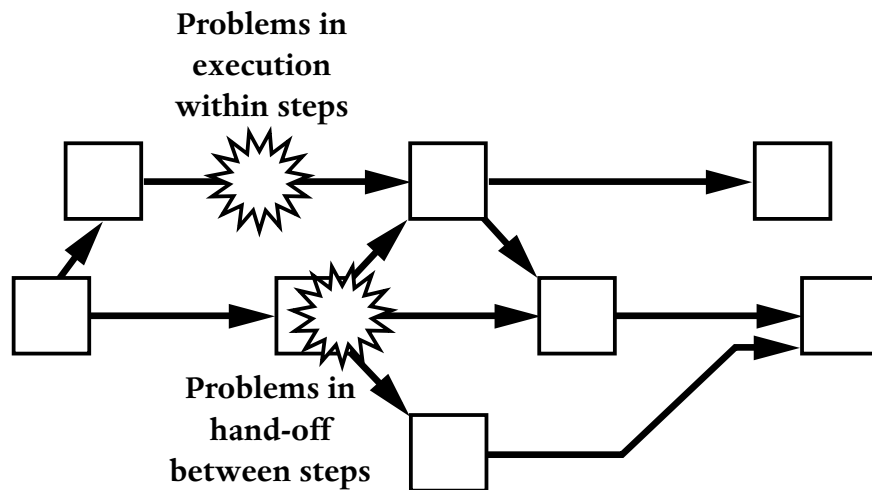 Problems in
execution
within steps
Problems in
hand-off
between steps